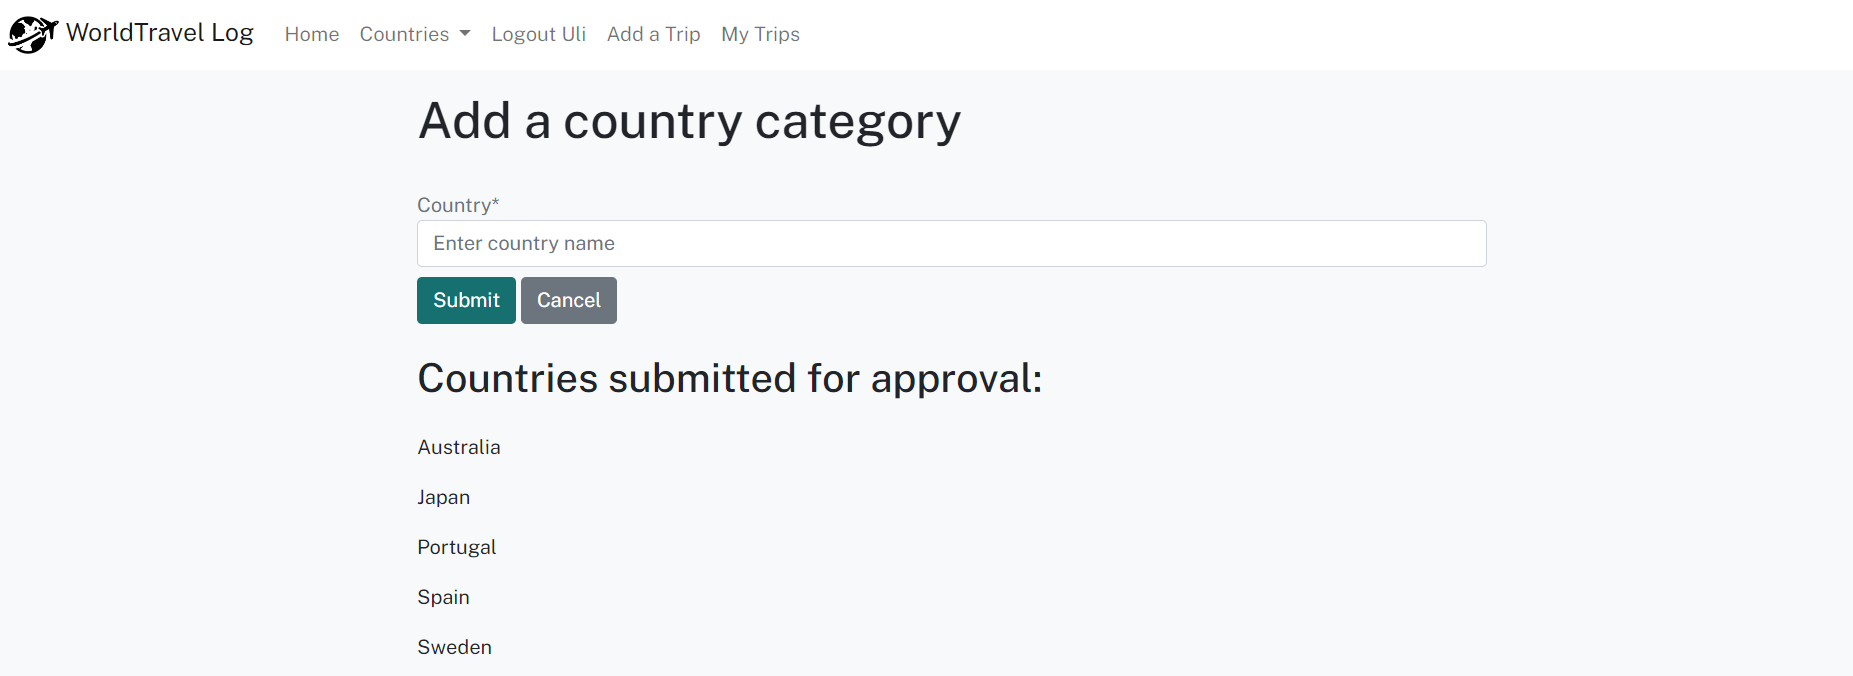 WorldTravel Log Home Countries Logout Uli Add a Trip My Trips
Add a country category
Country*
Enter country name
Submit Cancel
Countries submitted for approval:
Australia
Japan
Portugal
Spain
Sweden